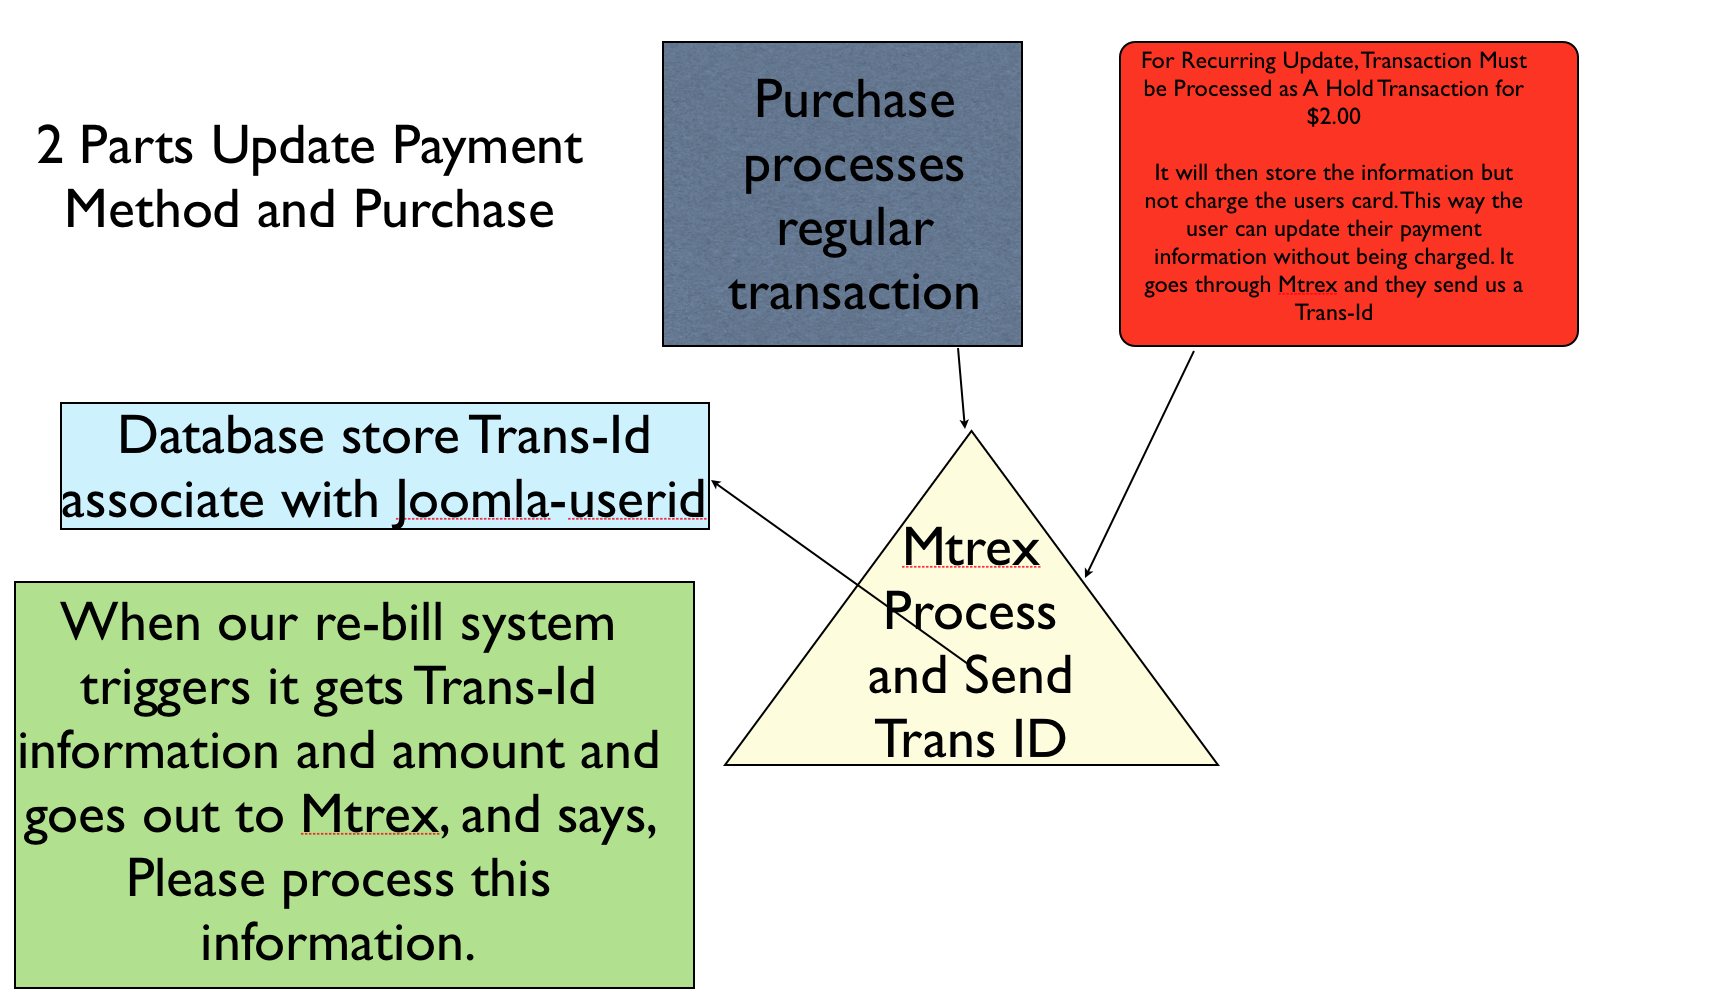 2 Parts Update Payment
Method and Purchase
Purchase
processes
regular
transaction
For Recurring Update, Transaction Must
be Processed as A Hold Transaction for
$2.00
It will then store the information but
not charge the users card. This way the
user can update their payment
information without being charged. It
goes through Mtrex and they send us a
Trans-Id
Database store Trans-Id
associate with Joomla-userid
Mtrex
Process
and Send
Trans ID
When our re-bill system
triggers it gets Trans-Id
information and amount and
goes out to Mtrex, and says,
Please process this
information.